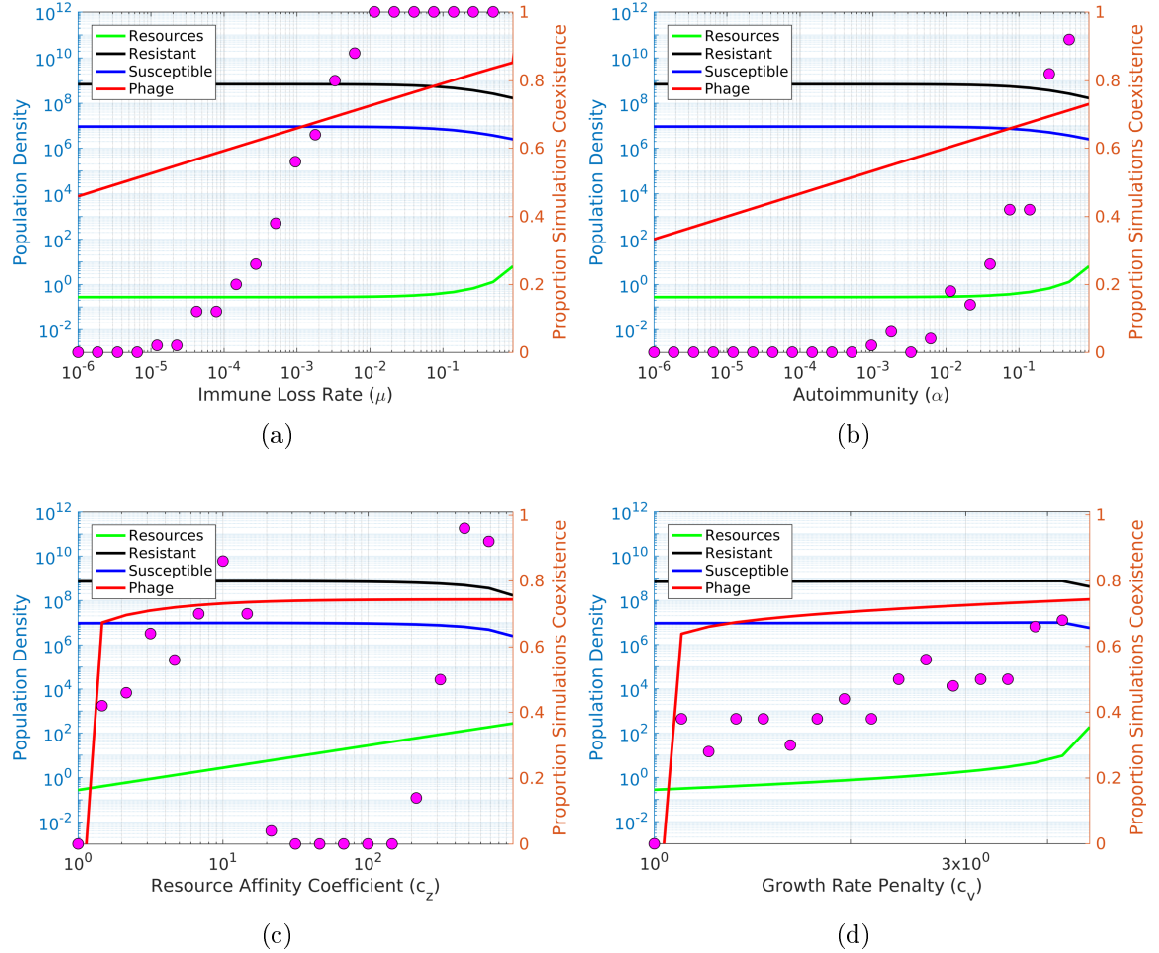 Population Density
10^12
10^10
10^8
10^6
10^4
10^2
10^0
10^-2
Resources
Resistant
Susceptible
Phage
1
0.8
0.6
0.4
0.2
0
Proportion Simulations Coexistence
10^-6 10^-5 10^-4 10^-3 10^-2 10^-1
Immune Loss Rate (μ)
(a)
Population Density
10^12
10^10
10^8
10^6
10^4
10^2
10^0
10^-2
Resources
Resistant
Susceptible
Phage
1
0.8
0.6
0.4
0.2
0
Proportion Simulations Coexistence
10^-6 10^-5 10^-4 10^-3 10^-2 10^-1
Autoimmunity (α)
(b)
Population Density
10^12
10^10
10^8
10^6
10^4
10^2
10^0
10^-2
Resources
Resistant
Susceptible
Phage
1
0.8
0.6
0.4
0.2
0
Proportion Simulations Coexistence
10^0 10^1 10^2
Resource Affinity Coefficient (c_z)
(c)
Population Density
10^12
10^10
10^8
10^6
10^4
10^2
10^0
10^-2
Resources
Resistant
Susceptible
Phage
1
0.8
0.6
0.4
0.2
0
Proportion Simulations Coexistence
10^0 3x10^0
Growth Rate Penalty (c_v)
(d)